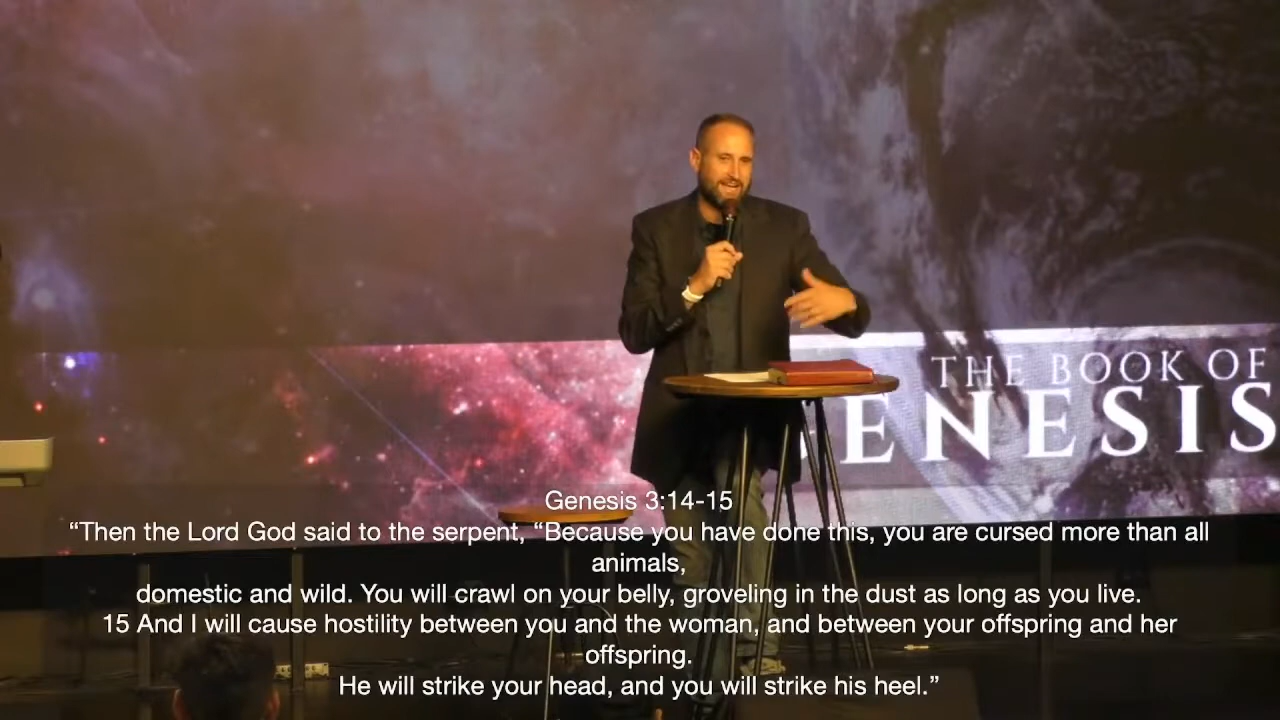 THE BOOK OF
ENESIS
Genesis 3:14-15
“Then the Lord God said to the serpent, “Because you have done this, you are cursed more than all
animals,
domestic and wild. You will crawl on your belly, groveling in the dust as long as you live.
15 And I will cause hostility between you and the woman, and between your offspring and her
offspring.
He will strike your head, and you will strike his heel.”